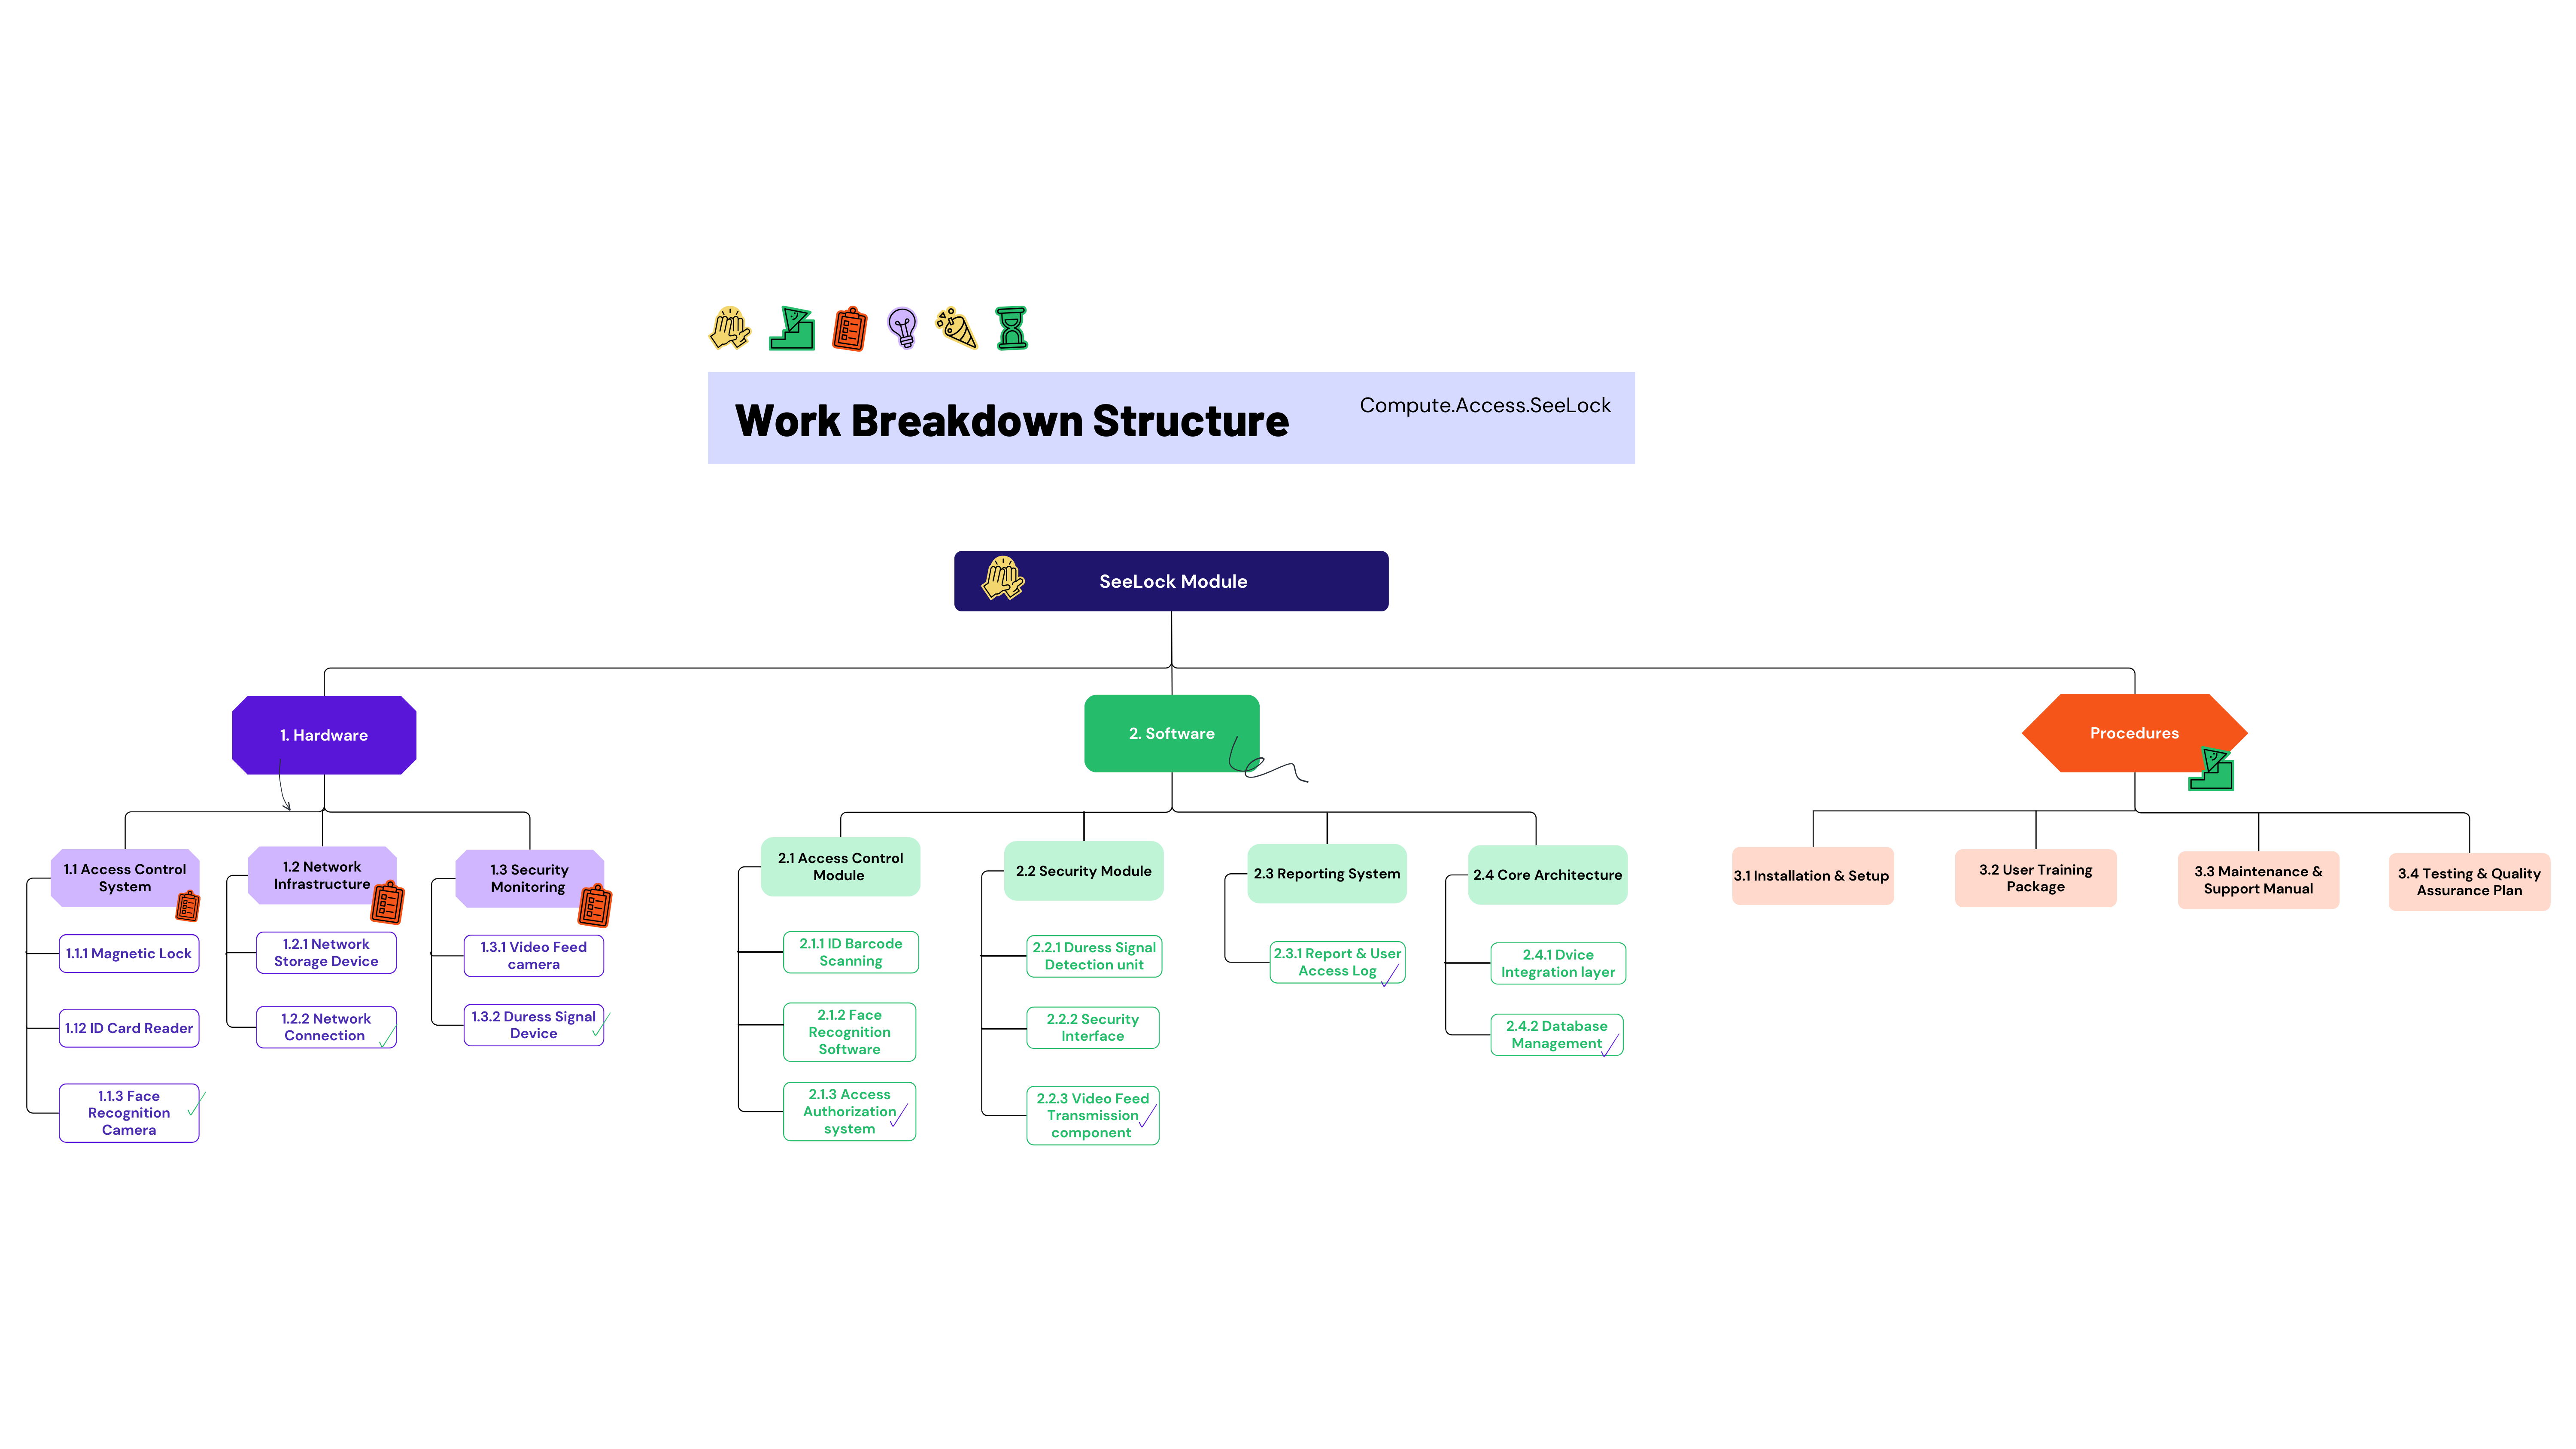 Work Breakdown Structure
Compute.Access.SeeLock
SeeLock Module
1. Hardware
2. Software
Procedures
1.1 Access Control
System
1.2 Network
Infrastructure
1.3 Security
Monitoring
2.1 Access Control
Module
2.2 Security Module
2.3 Reporting System
2.4 Core Architecture
3.1 Installation & Setup
3.2 User Training
Package
3.3 Maintenance &
Support Manual
3.4 Testing & Quality
Assurance Plan
1.1.1 Magnetic Lock
1.12 ID Card Reader
1.1.3 Face
Recognition
Camera
1.2.1 Network
Storage Device
1.2.2 Network
Connection
1.3.1 Video Feed
camera
1.3.2 Duress Signal
Device
2.1.1 ID Barcode
Scanning
2.1.2 Face
Recognition
Software
2.1.3 Access
Authorization
system
2.2.1 Duress Signal
Detection unit
2.2.2 Security
Interface
2.2.3 Video Feed
Transmission
component
2.3.1 Report & User
Access Log
2.4.1 Dvice
Integration layer
2.4.2 Database
Management